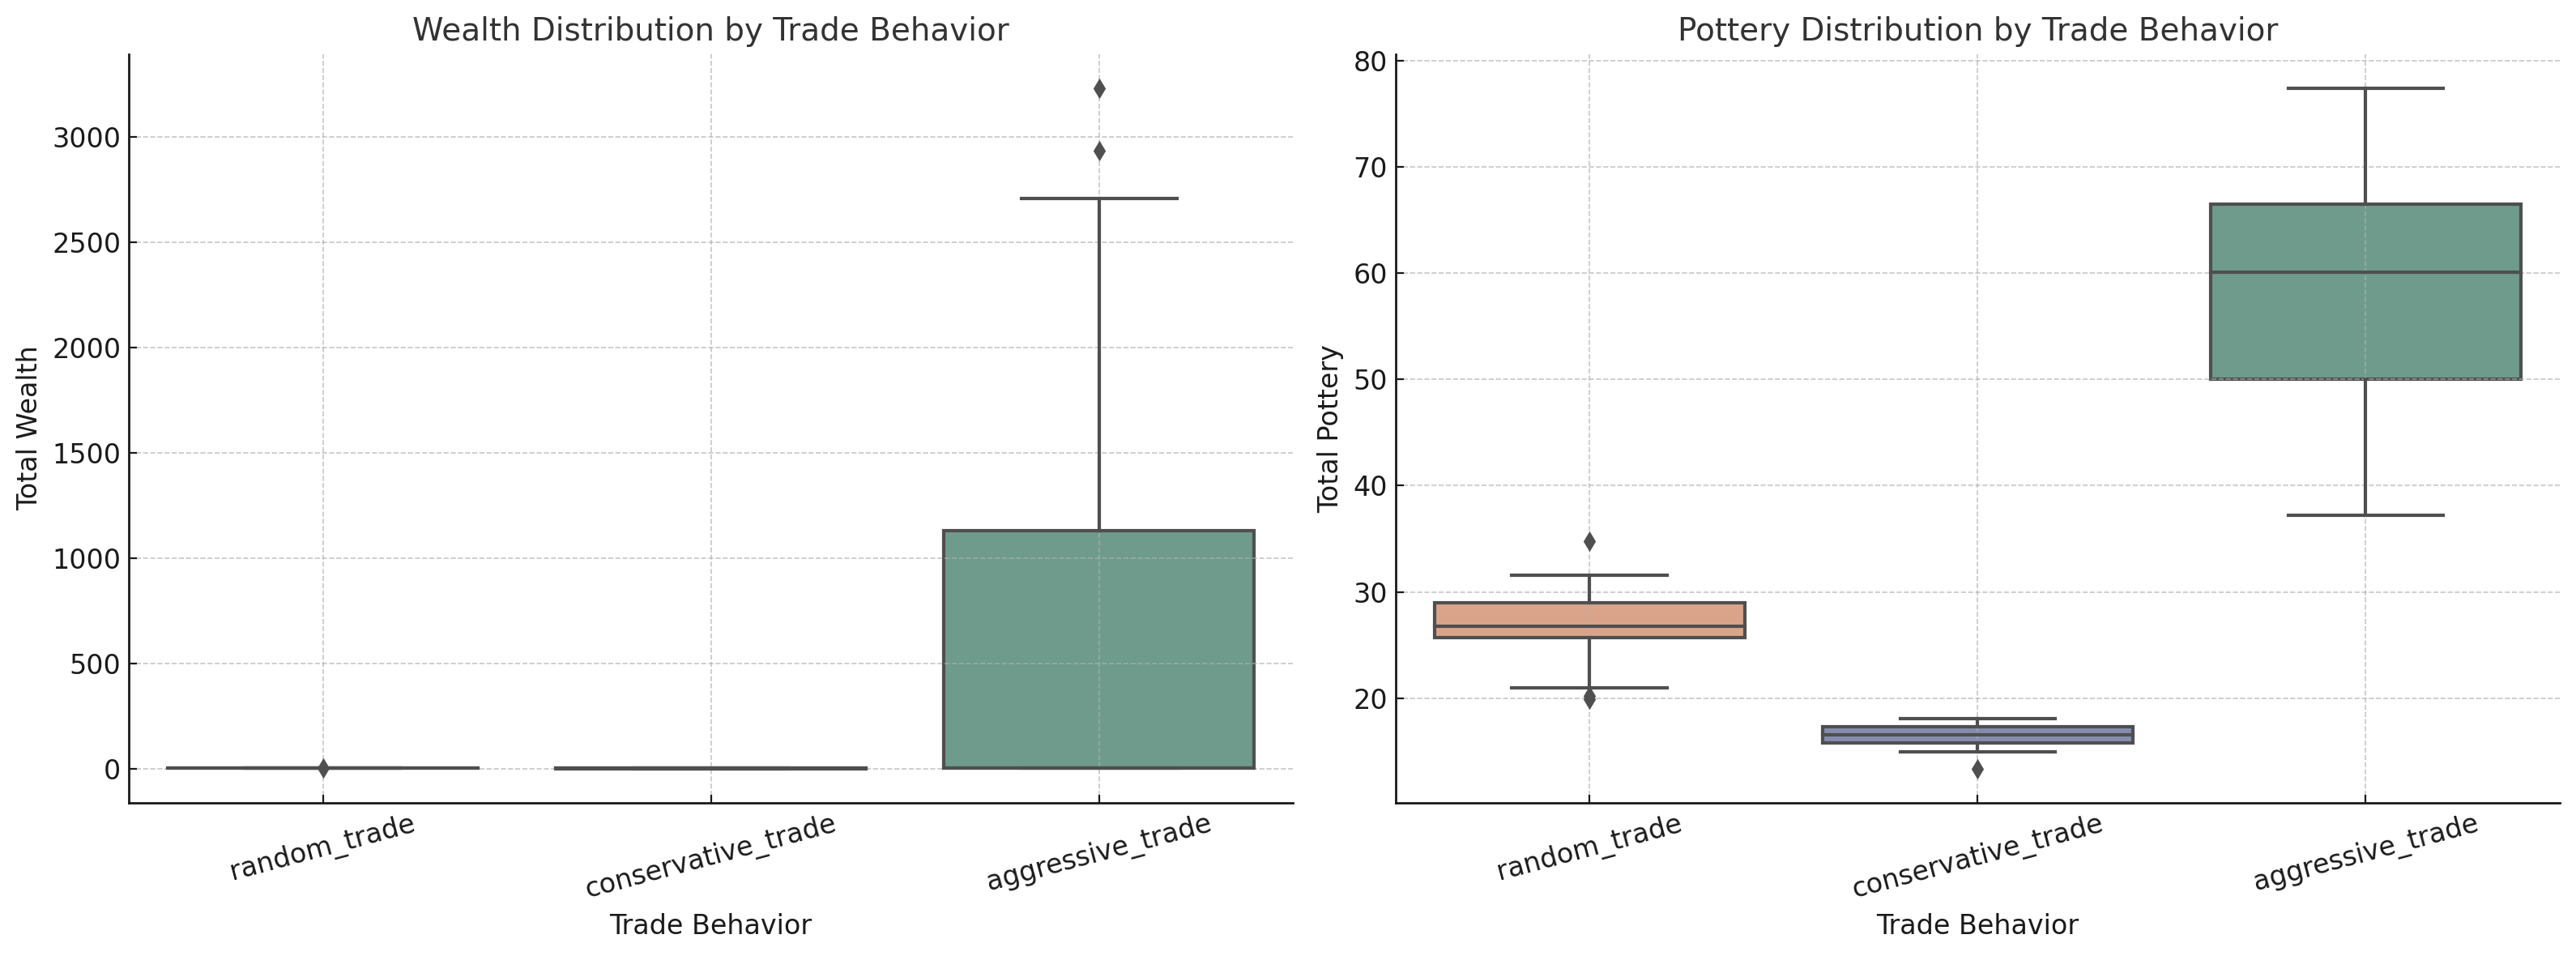 Wealth Distribution by Trade Behavior
Total Wealth
3000
2500
2000
1500
1000
500
0
random_trade
conservative_trade
aggressive_trade
Trade Behavior
Pottery Distribution by Trade Behavior
Total Pottery
80
70
60
50
40
30
20
random_trade
conservative_trade
aggressive_trade
Trade Behavior